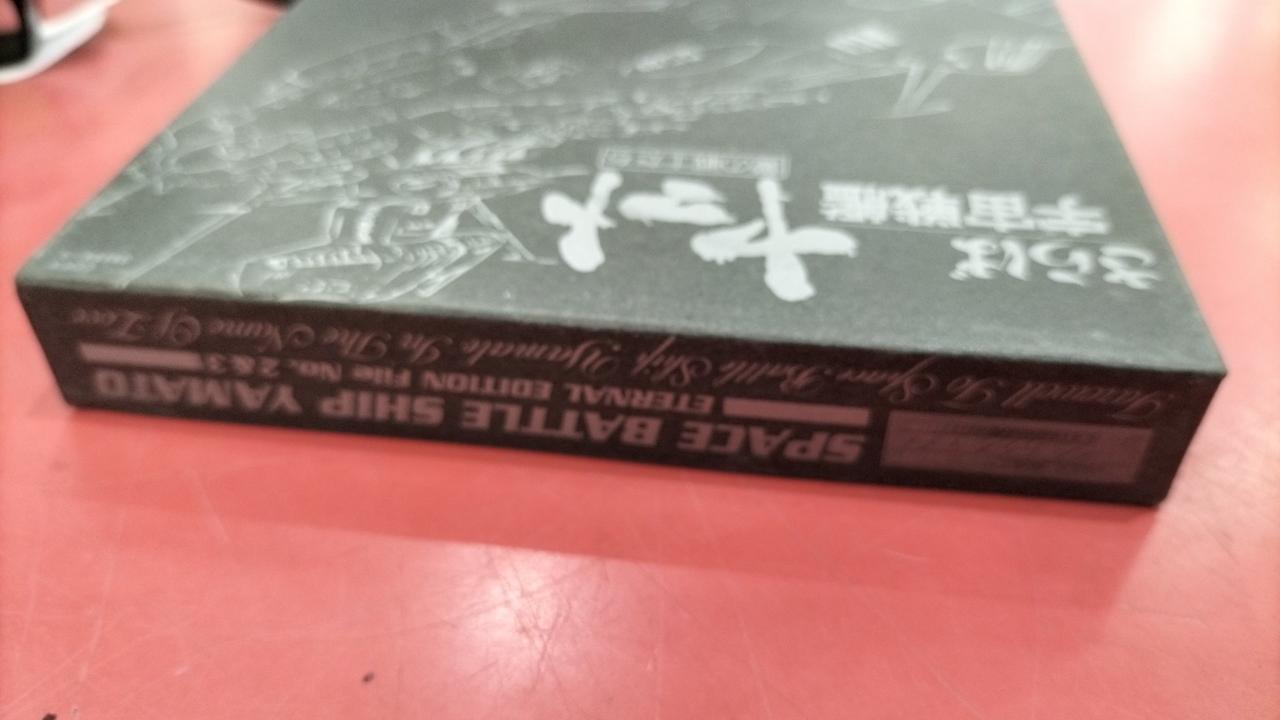 さらば
宇宙戦艦
ヤマト
愛の戦士たち
Farewell To Space Battle Ship Yamato In The Name Of Love
ETERNAL EDITION File No. 2&3
SPACE BATTLE SHIP YAMATO